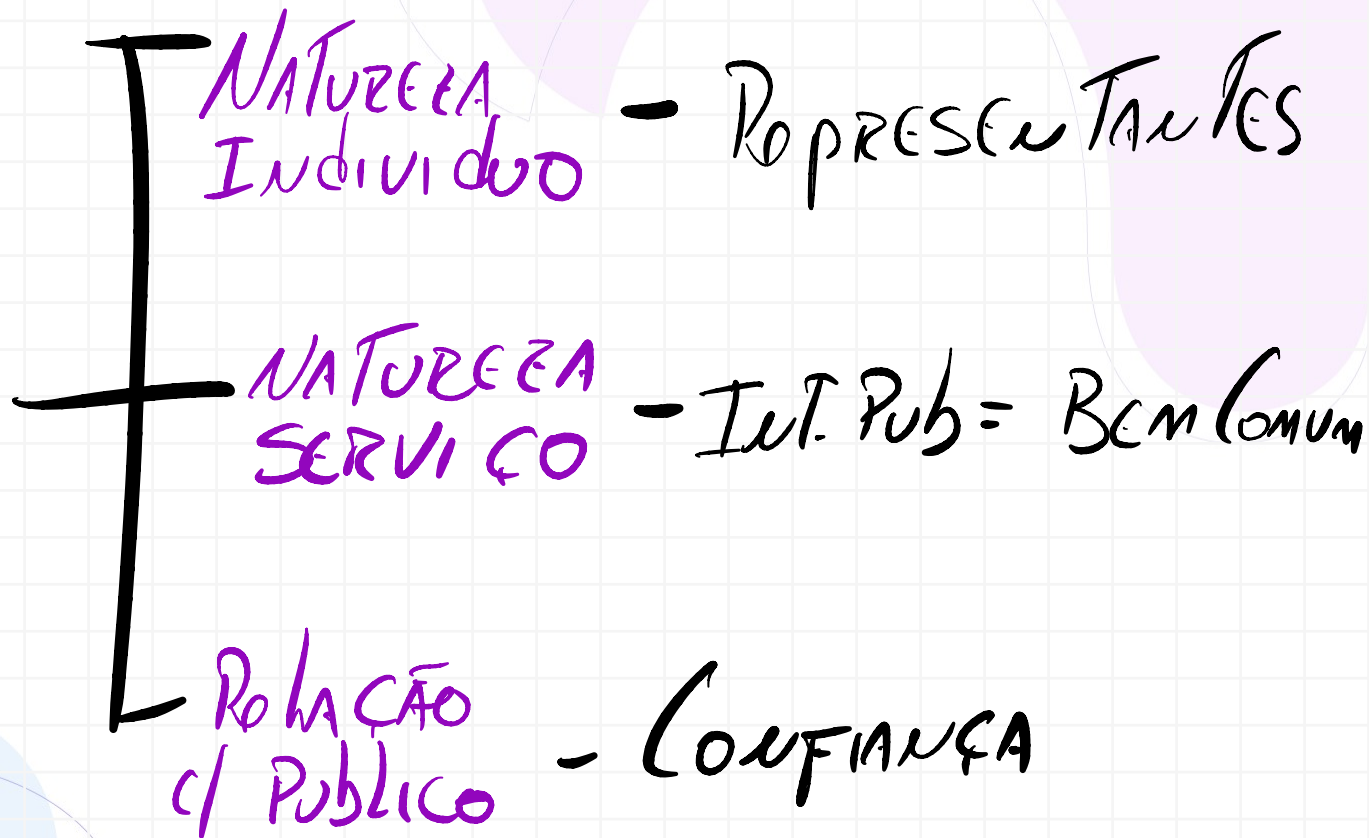 NATUREZA - REPRESENTANTES
INDIVIDUO
NATUREZA - INT. PUB = BEM COMUM
SERVIÇO
RELAÇÃO - CONFIANÇA
c/ PUBLICO